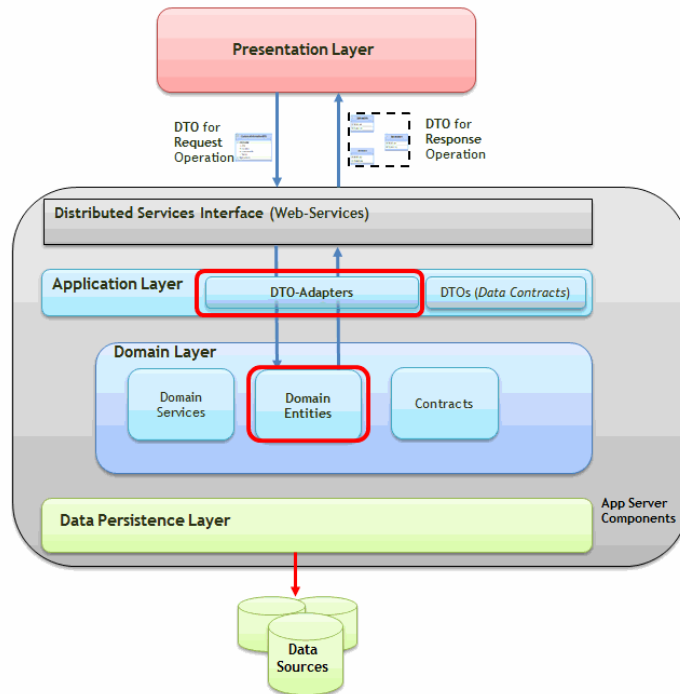 Presentation Layer
DTO for
Request
Operation
DTO for
Response
Operation
Distributed Services Interface (Web-Services)
Application Layer
DTO-Adapters
DTOs (Data Contracts)
Domain Layer
Domain
Services
Domain
Entities
Contracts
Data Persistence Layer
App Server
Components
Data
Sources